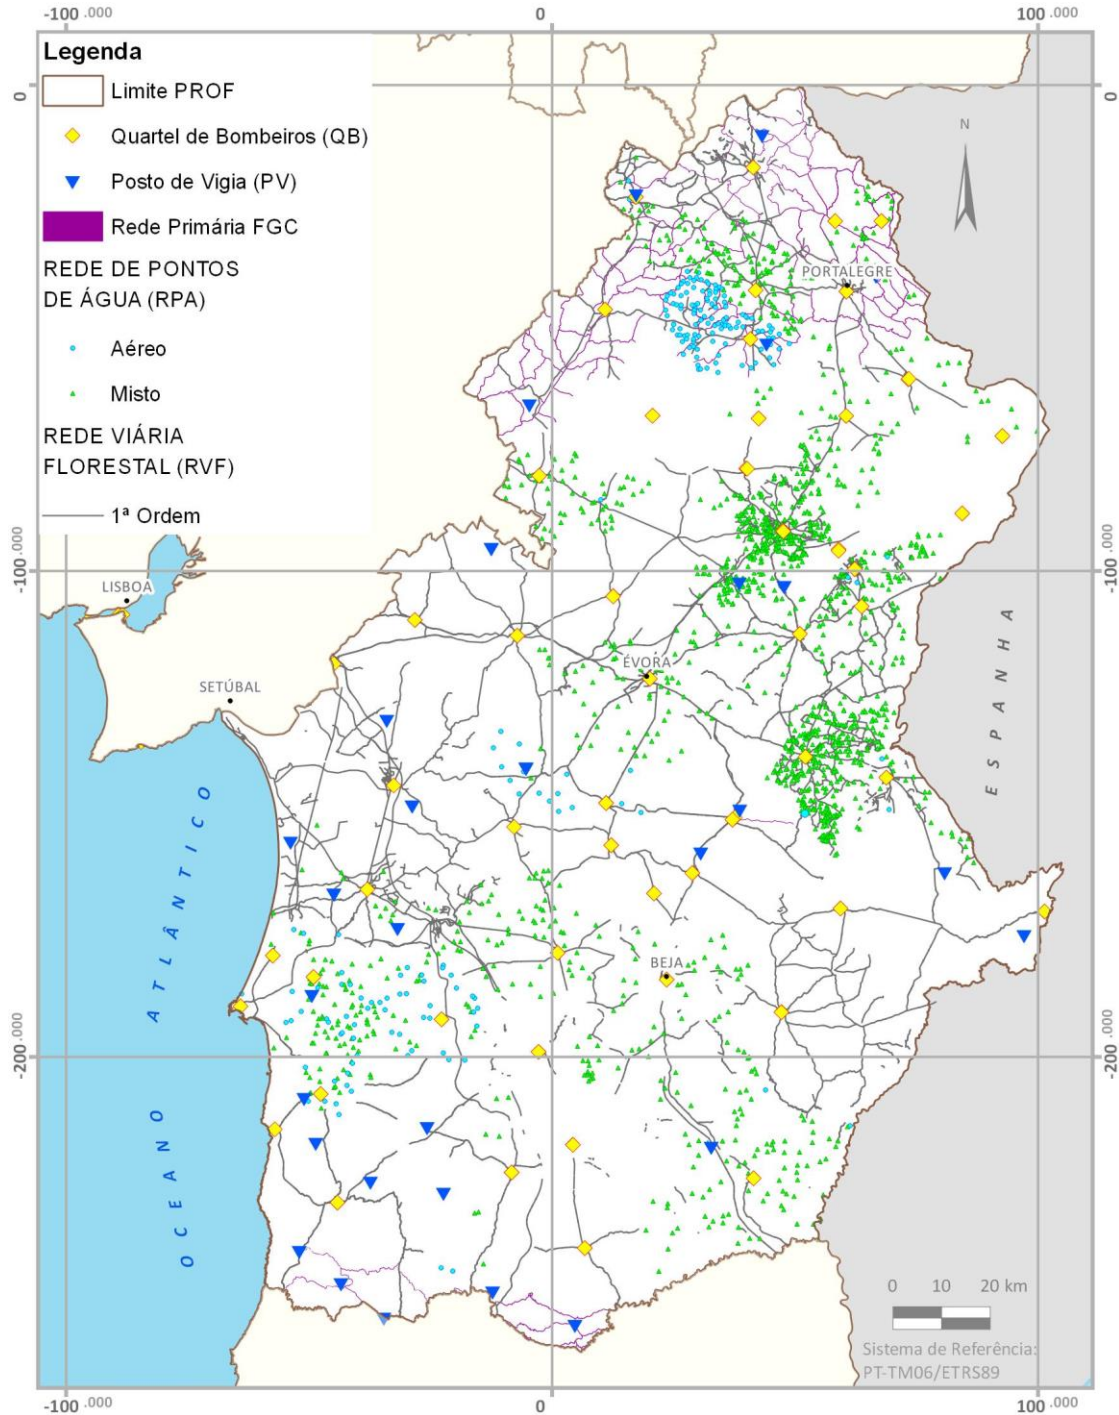 -100 .000
0
100 .000
Legenda
Limite PROF
Quartel de Bombeiros (QB)
Posto de Vigia (PV)
Rede Primária FGC
REDE DE PONTOS
DE ÁGUA (RPA)
Aéreo
Misto
REDE VIÁRIA
FLORESTAL (RVF)
1ª Ordem
0
0
N
PORTALEGRE
-100 .000
-100 .000
LISBOA
SETÚBAL
ÉVORA
ESPANHA
OCEANO ATLÂNTICO
BEJA
-200 .000
-200 .000
0 10 20 km
Sistema de Referência:
PT-TM06/ETRS89
-100 .000
0
100 .000